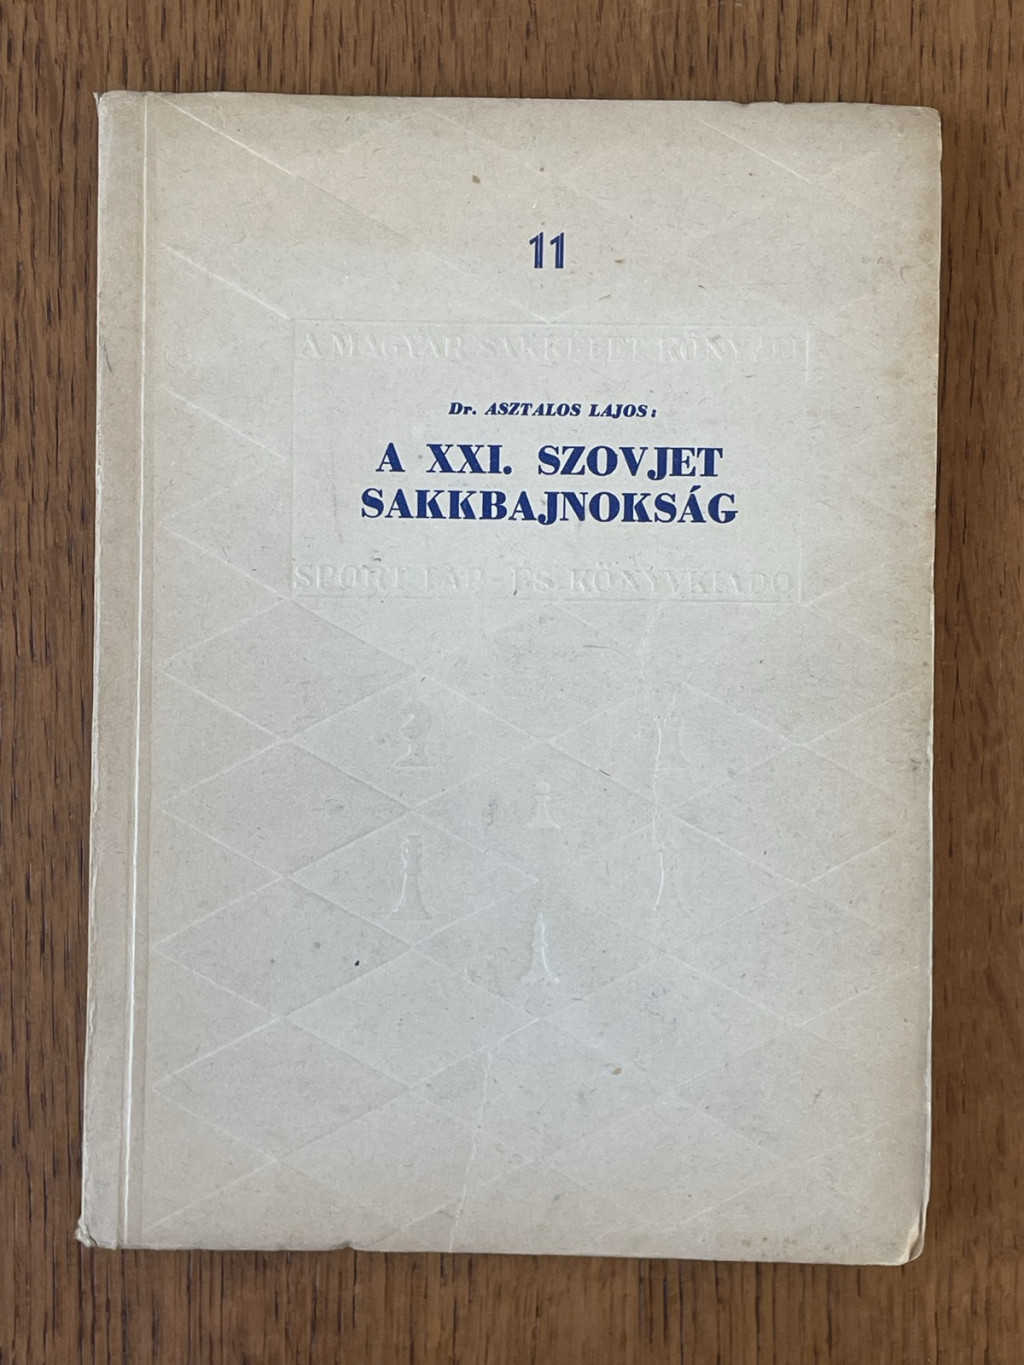 11
A MAGYAR SAKKÉLET KÖNYVEI
Dr. ASZTALOS LAJOS:
A XXI. SZOVJET
SAKKBAJNOKSÁG
SPORT LAP- ÉS KÖNYVKIADÓ